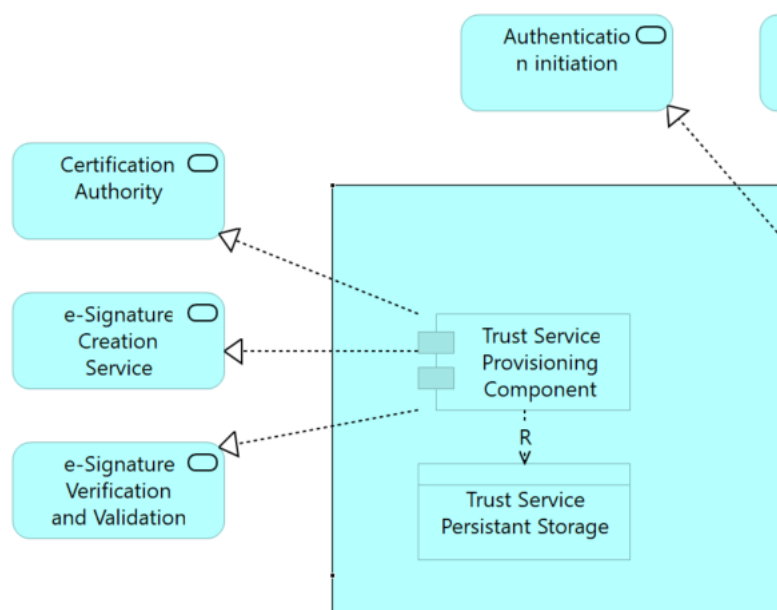 Authenticatio
n initiation
Certification
Authority
e-Signature
Creation
Service
Trust Service
Provisioning
Component
R
e-Signature
Verification
and Validation
Trust Service
Persistant Storage